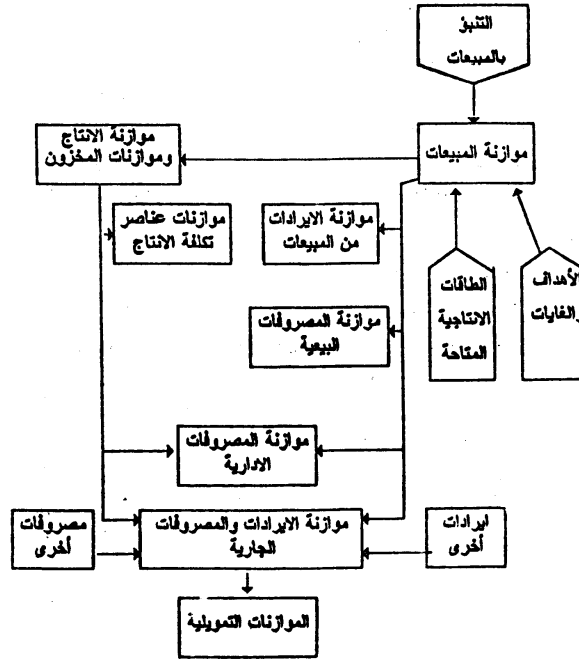 التنبؤ
بالمبيعات
موازنة المبيعات
موازنة الانتاج
وموازنات المخزون
موازنة الايرادات
من المبيعات
موازنات عناصر
تكلفة الانتاج
الأهداف
والغايات
الطاقات
الانتاجية
المتاحة
موازنة المصروفات
البيعية
موازنة المصروفات
الادارية
ايرادات
أخرى
موازنة الايرادات والمصروفات
الجارية
مصروفات
أخرى
الموازنات التمويلية